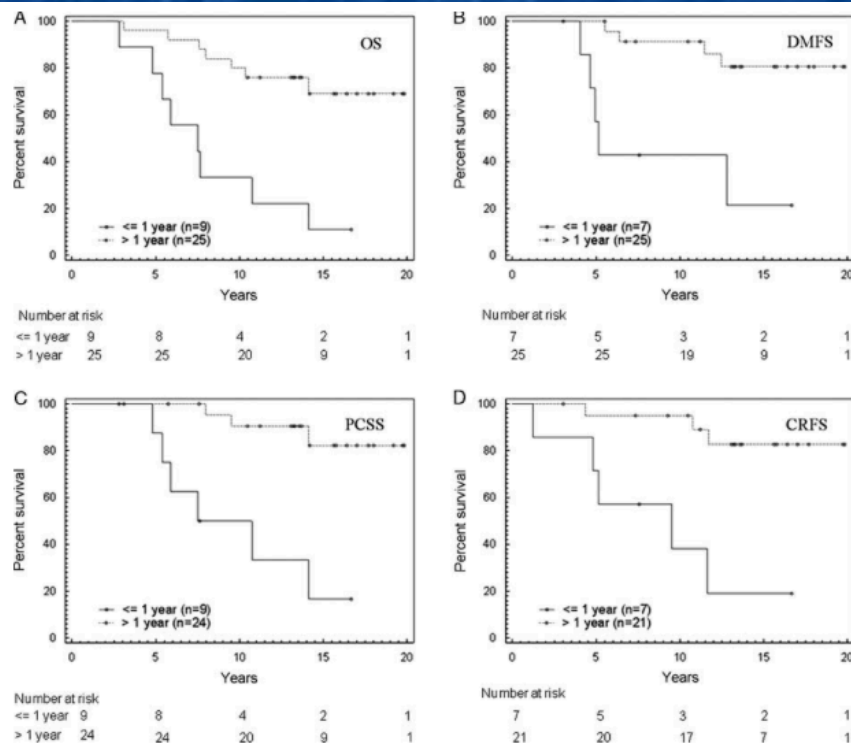 A
OS
100
80
60
40
20
0
Percent survival
<= 1 year (n=9)
> 1 year (n=25)
0 5 10 15 20
Years
Number at risk
<= 1 year 9 8 4 2 1
> 1 year 25 25 20 9 1
B
DMFS
100
80
60
40
20
0
Percent survival
<= 1 year (n=7)
> 1 year (n=25)
0 5 10 15 20
Years
Number at risk
7 5 3 2 1
25 25 19 9 1
C
PCSS
100
80
60
40
20
0
Percent survival
<= 1 year (n=9)
> 1 year (n=24)
0 5 10 15 20
Years
Number at risk
<= 1 year 9 8 4 2 1
> 1 year 24 24 20 9 1
D
CRFS
100
80
60
40
20
0
Percent survival
<= 1 year (n=7)
> 1 year (n=21)
0 5 10 15 20
Years
Number at risk
7 5 3 2 1
21 20 17 7 1